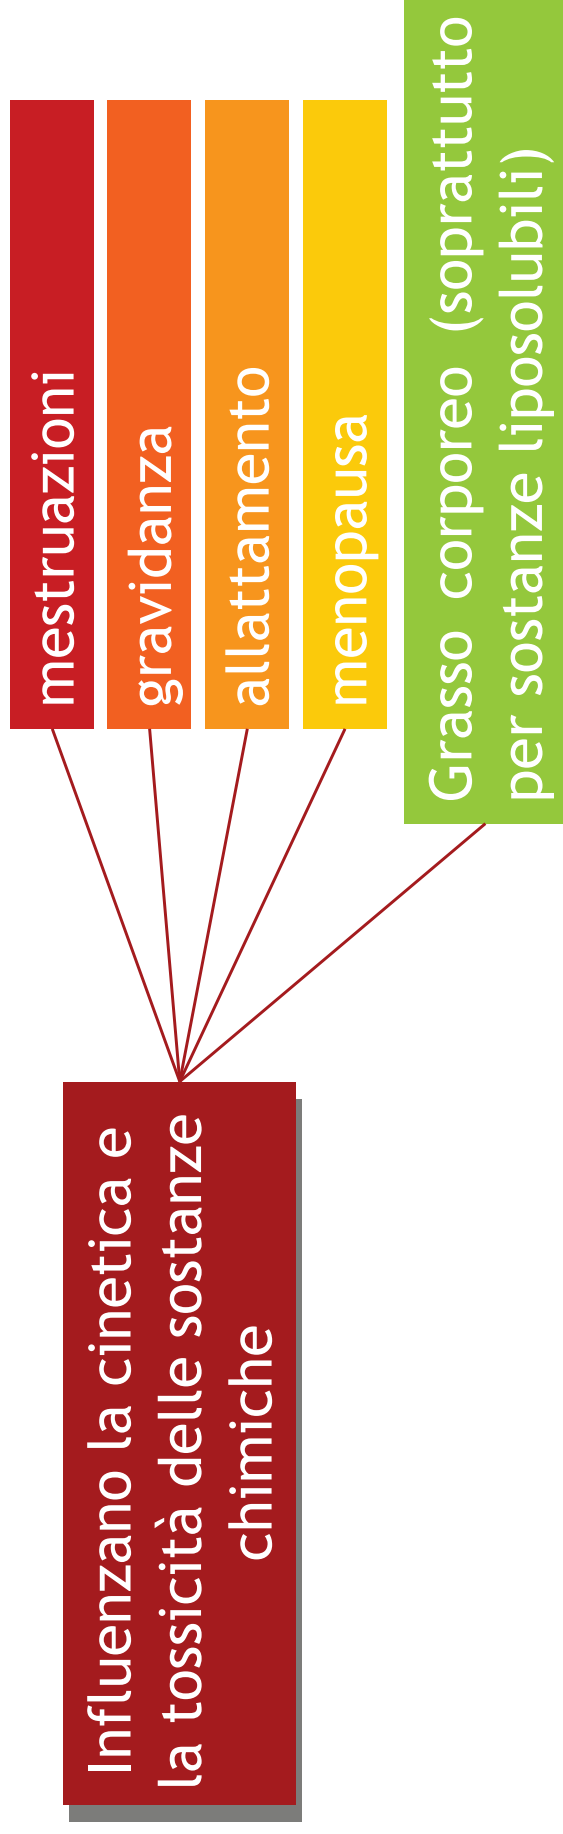 Influenzano la cinetica e
la tossicità delle sostanze
chimiche
mestruazioni
gravidanza
allattamento
menopausa
Grasso corporeo (soprattutto
per sostanze liposolubili)